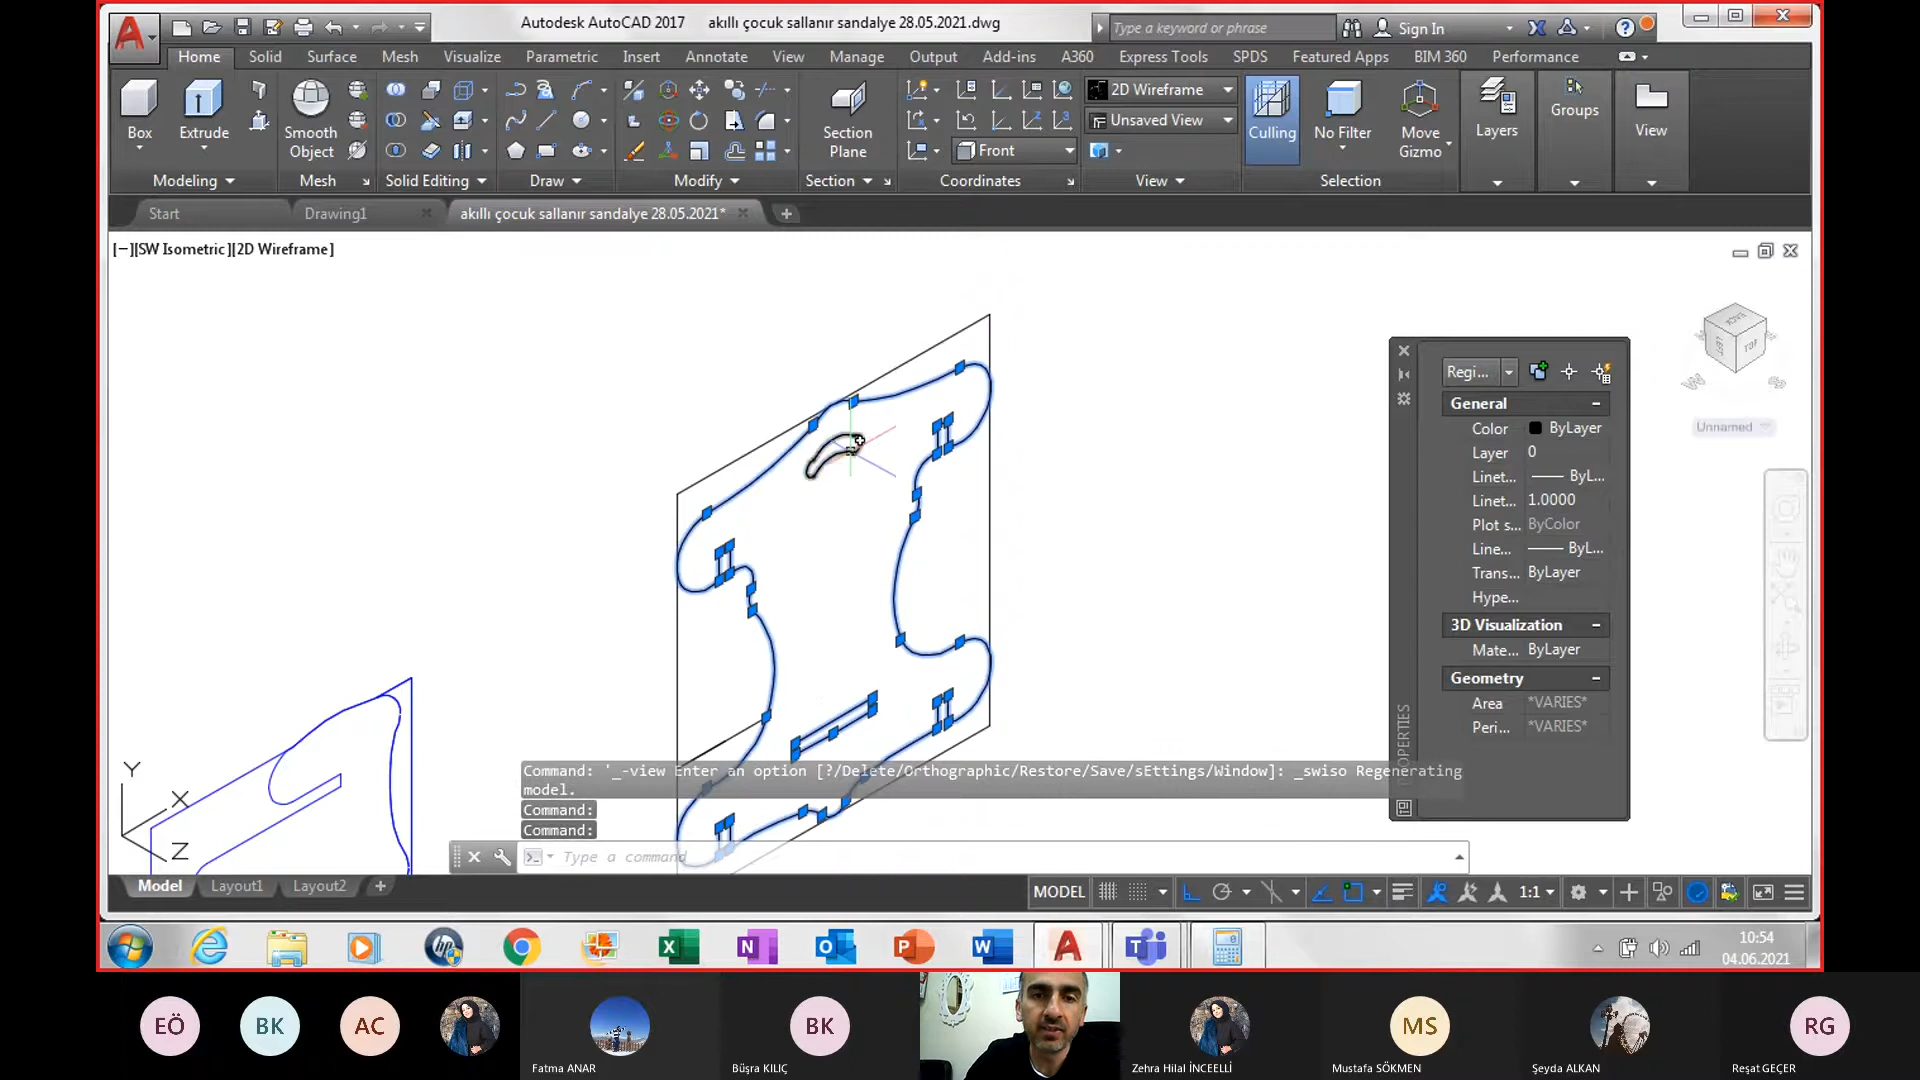 Autodesk AutoCAD 2017 akıllı çocuk sallanır sandalye 28.05.2021.dwg
Type a keyword or phrase
Sign In
Home Solid Surface Mesh Visualize Parametric Annotate Insert View Manage Output Add-ins A360 Express Tools SPDS Featured Apps BIM 360 Performance
2D Wireframe
Unsaved View
Front
Box Extrude Smooth Object Section Plane Culling No Filter Move Gizmo Layers Groups View
Modeling Mesh Solid Editing Draw Modify Section Coordinates View Selection
Start Drawing1 akıllı çocuk sallanır sandalye 28.05.2021*
[−][SW Isometric][2D Wireframe]
BACK
LEFT
TOP
W
S
Unnamed
Regi...
General
Color ByLayer
Layer 0
Linet... ByL...
Linet... 1.0000
Plot s... ByColor
Line... ByL...
Trans... ByLayer
Hype...
3D Visualization
Mate... ByLayer
Geometry
Area *VARIES*
Peri... *VARIES*
PROPERTIES
Y
X
Z
Command: '_-view Enter an option [?/Delete/Orthographic/Restore/Save/sEttings/Window]: _swiso Regenerating
model.
Command:
Command:
Type a command
Model Layout1 Layout2
MODEL 1:1
10:54
04.06.2021
EÖ BK AC BK MS RG
Fatma ANAR Büşra KILIÇ Zehra Hilal İNCEELLİ Mustafa SÖKMEN Şeyda ALKAN Reşat GEÇER